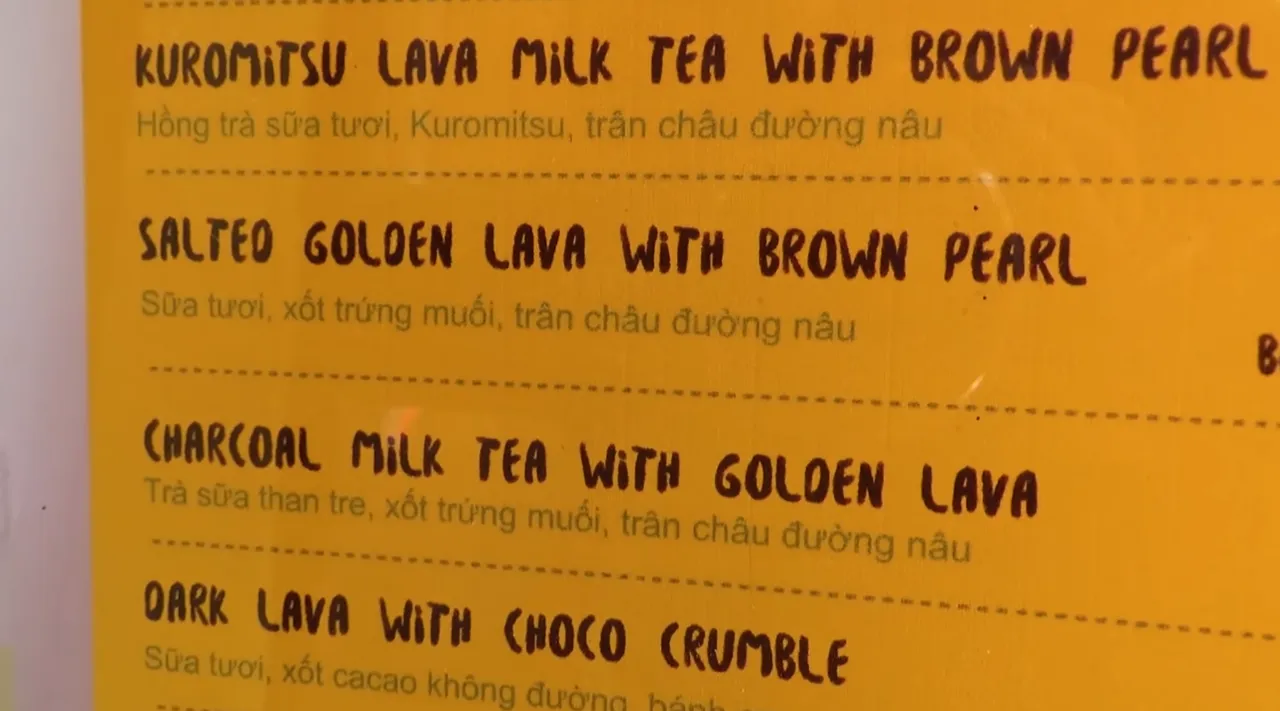 KUROMiTSU LAVA MiLK TEA WiTH BROWN PEARL
Hồng trà sữa tươi, Kuromitsu, trân châu đường nâu
SALTED GOLDEN LAVA WiTH BROWN PEARL
Sữa tươi, xốt trứng muối, trân châu đường nâu
CHARCOAL MiLK TEA WiTH GOLDEN LAVA
Trà sữa than tre, xốt trứng muối, trân châu đường nâu
DARK LAVA WiTH CHOCO CRUMBLE
Sữa tươi, xốt cacao không đường, bánh